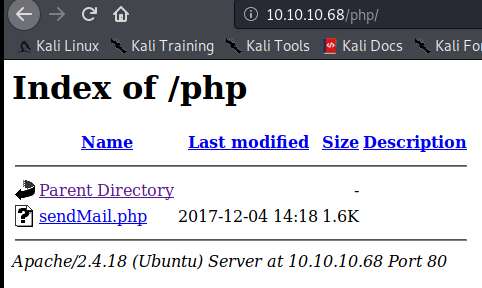 10.10.10.68/php/
Kali Linux Kali Training Kali Tools Kali Docs Kali Fo
Index of /php
Name Last modified Size Description
Parent Directory -
sendMail.php 2017-12-04 14:18 1.6K
Apache/2.4.18 (Ubuntu) Server at 10.10.10.68 Port 80